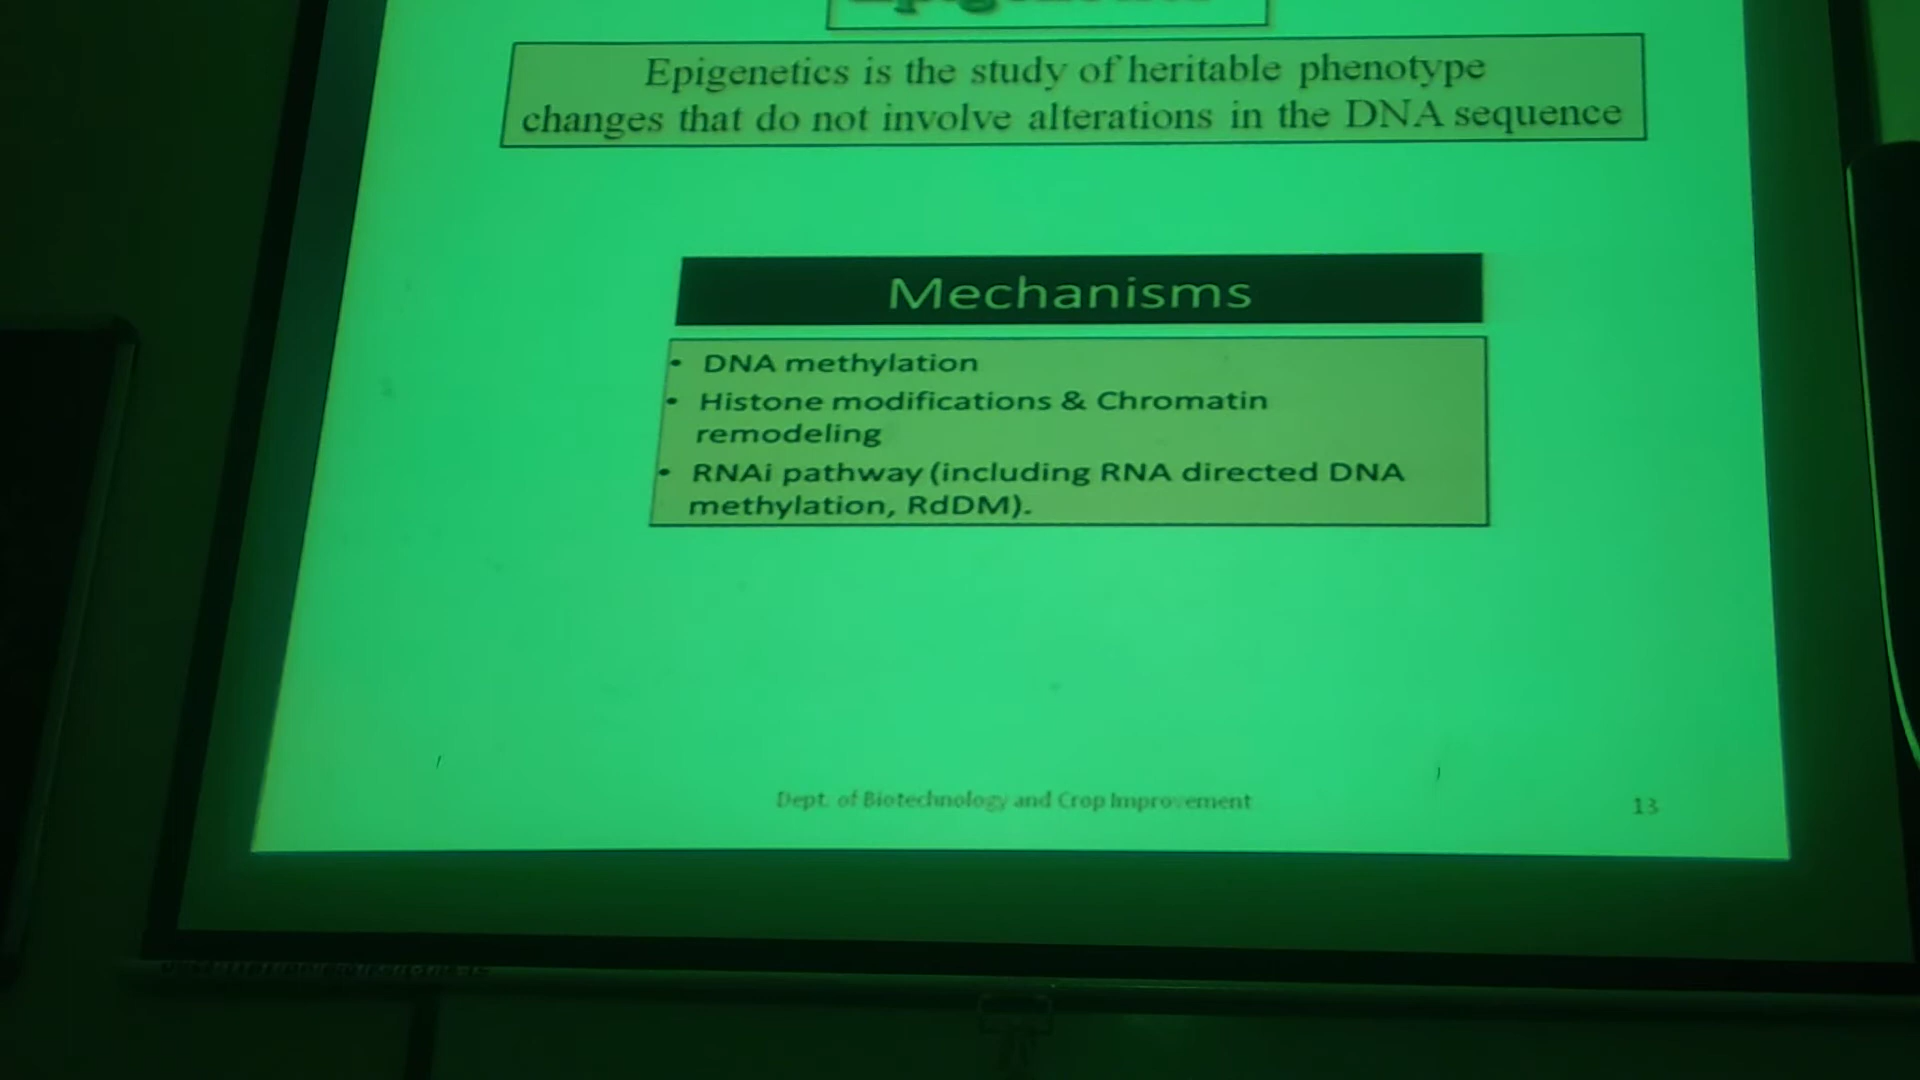 Epigenetics is the study of heritable phenotype
changes that do not involve alterations in the DNA sequence
Mechanisms
• DNA methylation
• Histone modifications & Chromatin
remodeling
• RNAi pathway (including RNA directed DNA
methylation, RdDM).
Dept. of Biotechnology and Crop Improvement
13